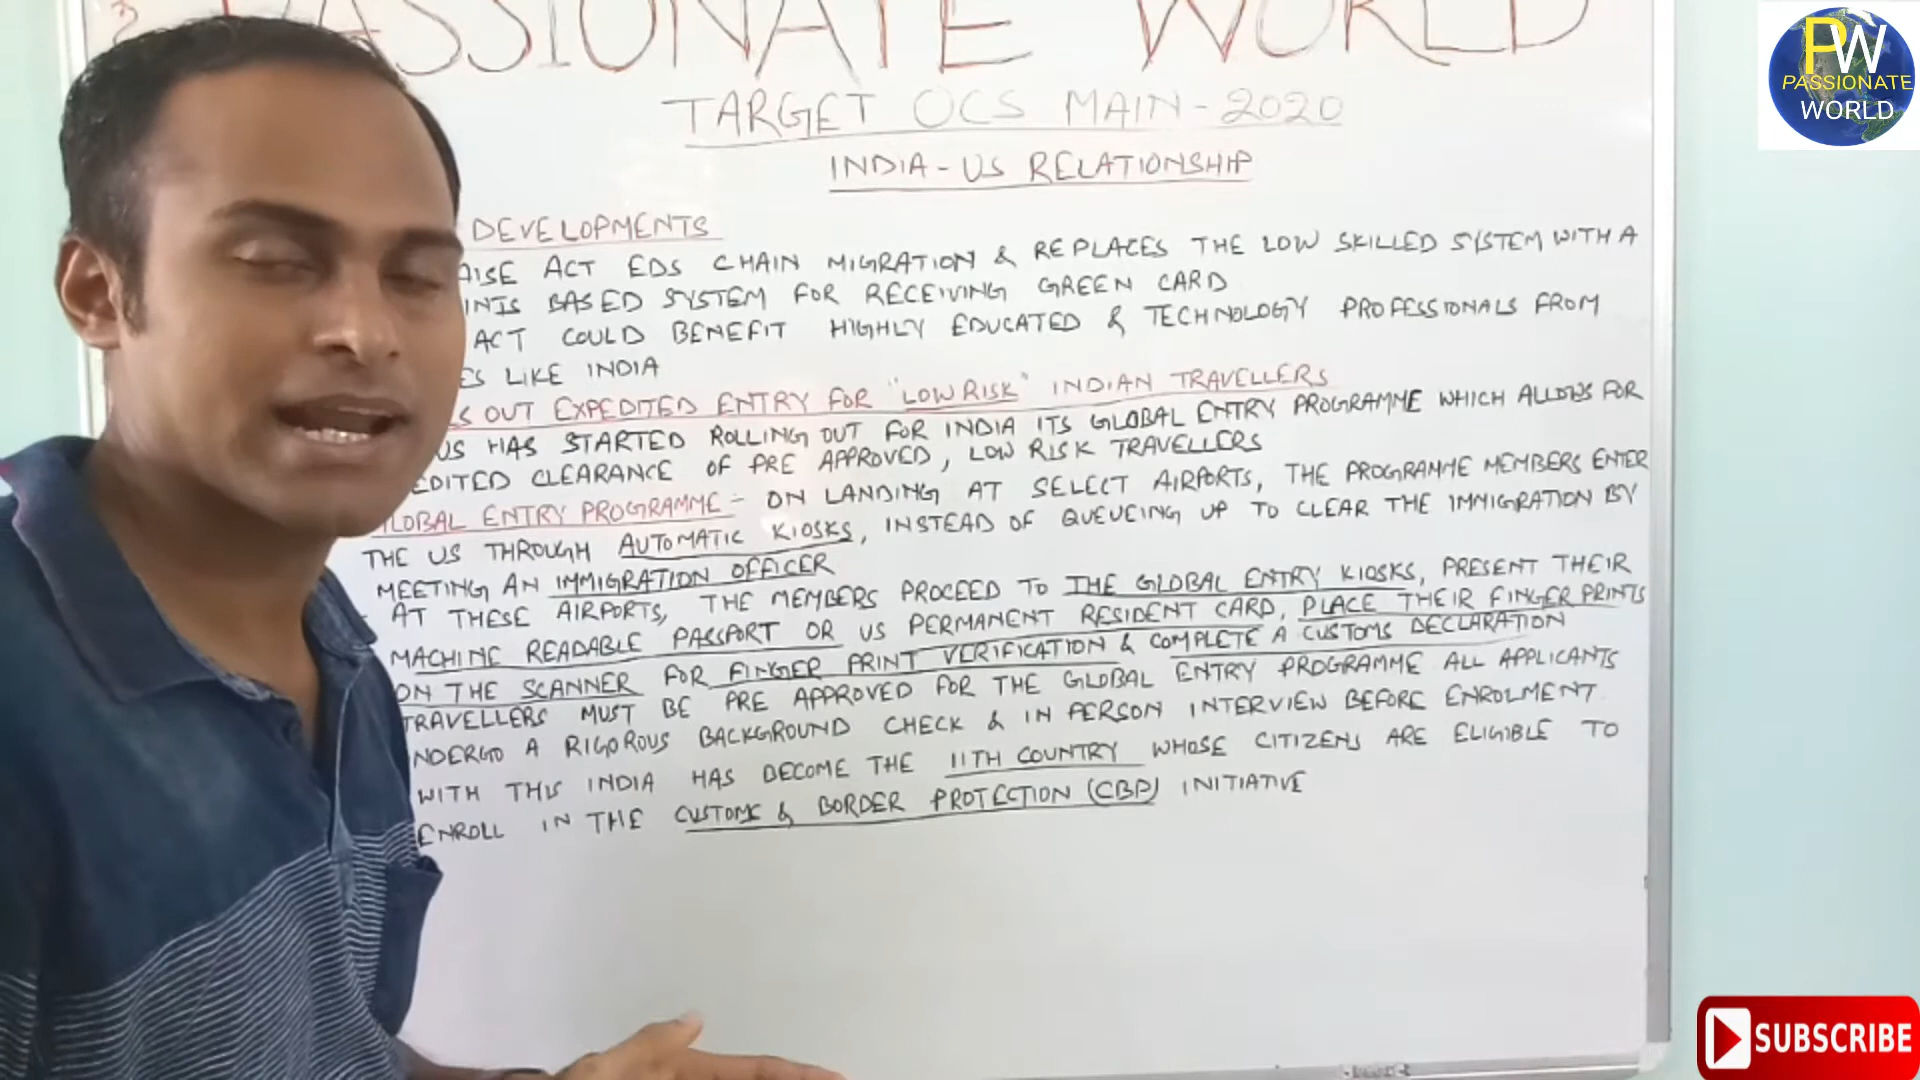 PASSIONATE WORLD
TARGET OCS MAIN-2020
INDIA-US RELATIONSHIP
DEVELOPMENTS
AISE ACT EDS CHAIN MIGRATION & REPLACES THE LOW SKILLED SYSTEM WITH A
INTS BASED SYSTEM FOR RECEIVING GREEN CARD
ACT COULD BENEFIT HIGHLY EDUCATED & TECHNOLOGY PROFESSIONALS FROM
ES LIKE INDIA
S OUT EXPEDITED ENTRY FOR "LOW RISK" INDIAN TRAVELLERS
US HAS STARTED ROLLING OUT FOR INDIA ITS GLOBAL ENTRY PROGRAMME WHICH ALLOWS FOR
EDITED CLEARANCE OF PRE APPROVED, LOW RISK TRAVELLERS
GLOBAL ENTRY PROGRAMME - ON LANDING AT SELECT AIRPORTS, THE PROGRAMME MEMBERS ENTER
THE US THROUGH AUTOMATIC KIOSKS, INSTEAD OF QUEUEING UP TO CLEAR THE IMMIGRATION BY
MEETING AN IMMIGRATION OFFICER
AT THESE AIRPORTS, THE MEMBERS PROCEED TO THE GLOBAL ENTRY KIOSKS, PRESENT THEIR
MACHINE READABLE PASSPORT OR US PERMANENT RESIDENT CARD, PLACE THEIR FINGER PRINTS
ON THE SCANNER FOR FINGER PRINT VERIFICATION & COMPLETE A CUSTOMS DECLARATION
TRAVELLERS MUST BE PRE APPROVED FOR THE GLOBAL ENTRY PROGRAMME ALL APPLICANTS
NDERGO A RIGOROUS BACKGROUND CHECK & IN PERSON INTERVIEW BEFORE ENROLMENT
WITH THIS INDIA HAS BECOME THE 11TH COUNTRY WHOSE CITIZENS ARE ELIGIBLE TO
ENROLL IN THE CUSTOMS & BORDER PROTECTION (CBP) INITIATIVE
PW
PASSIONATE
WORLD
SUBSCRIBE